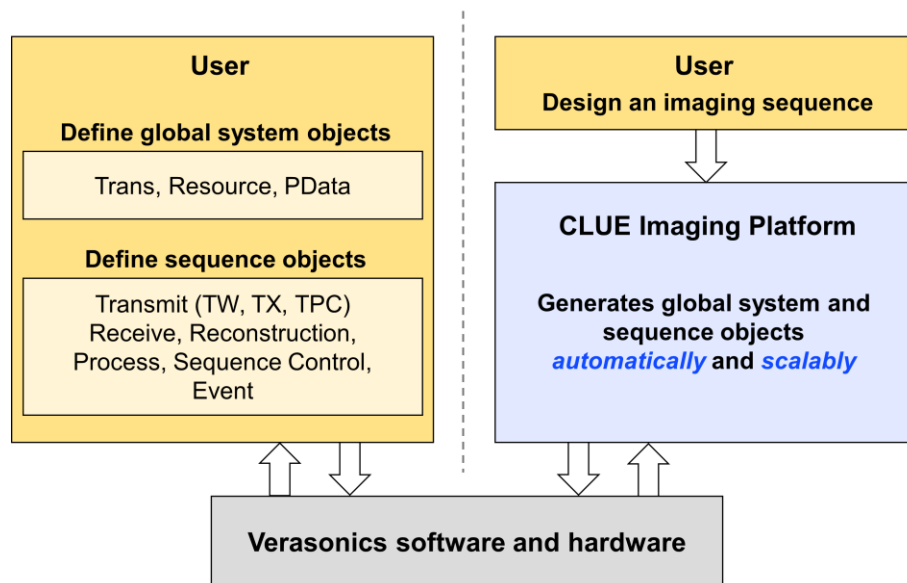 User
Define global system objects
Trans, Resource, PData
Define sequence objects
Transmit (TW, TX, TPC)
Receive, Reconstruction,
Process, Sequence Control,
Event
User
Design an imaging sequence
CLUE Imaging Platform
Generates global system and
sequence objects
automatically and scalably
Verasonics software and hardware